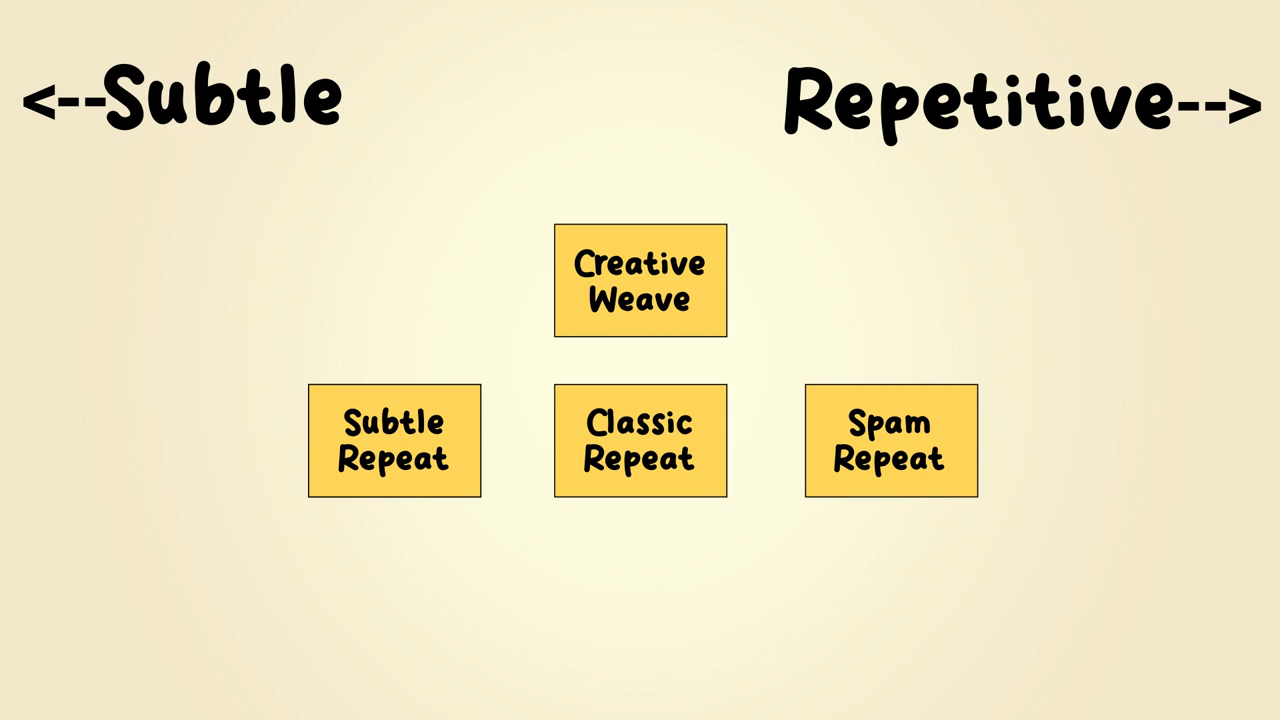 <--Subtle
Repetitive-->
Creative
Weave
Subtle
Repeat
Classic
Repeat
Spam
Repeat